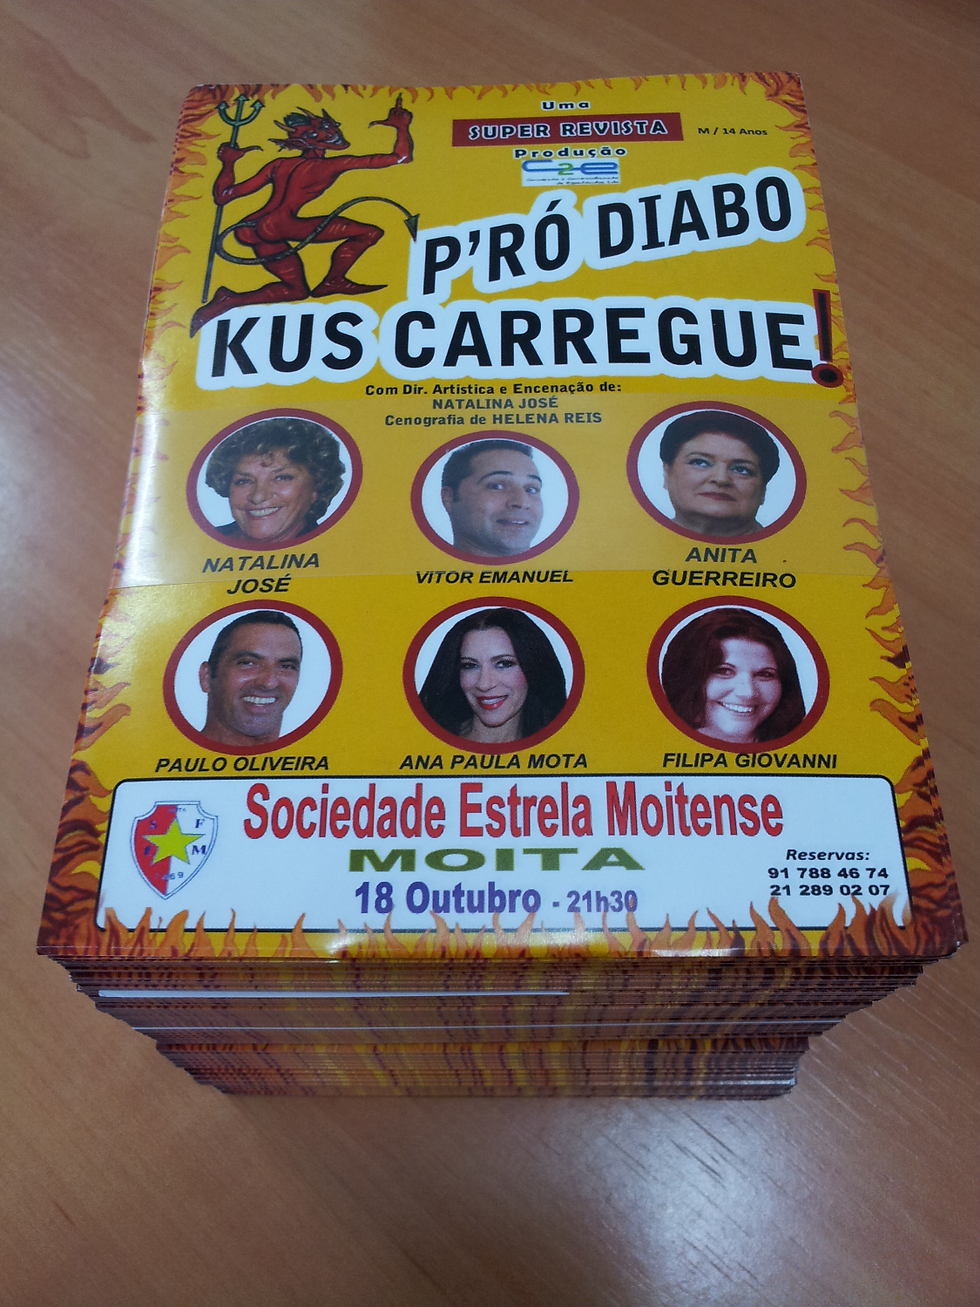 Uma
SUPER REVISTA
M / 14 Anos
Produção
C2E
P'RÓ DIABO
KUS CARREGUE!
Com Dir. Artística e Encenação de:
NATALINA JOSÉ
Cenografia de HELENA REIS
NATALINA
JOSÉ
VITOR EMANUEL
ANITA
GUERREIRO
PAULO OLIVEIRA
ANA PAULA MOTA
FILIPA GIOVANNI
Sociedade Estrela Moitense
MOITA
18 Outubro - 21h30
Reservas:
91 788 46 74
21 289 02 07
S F
E M